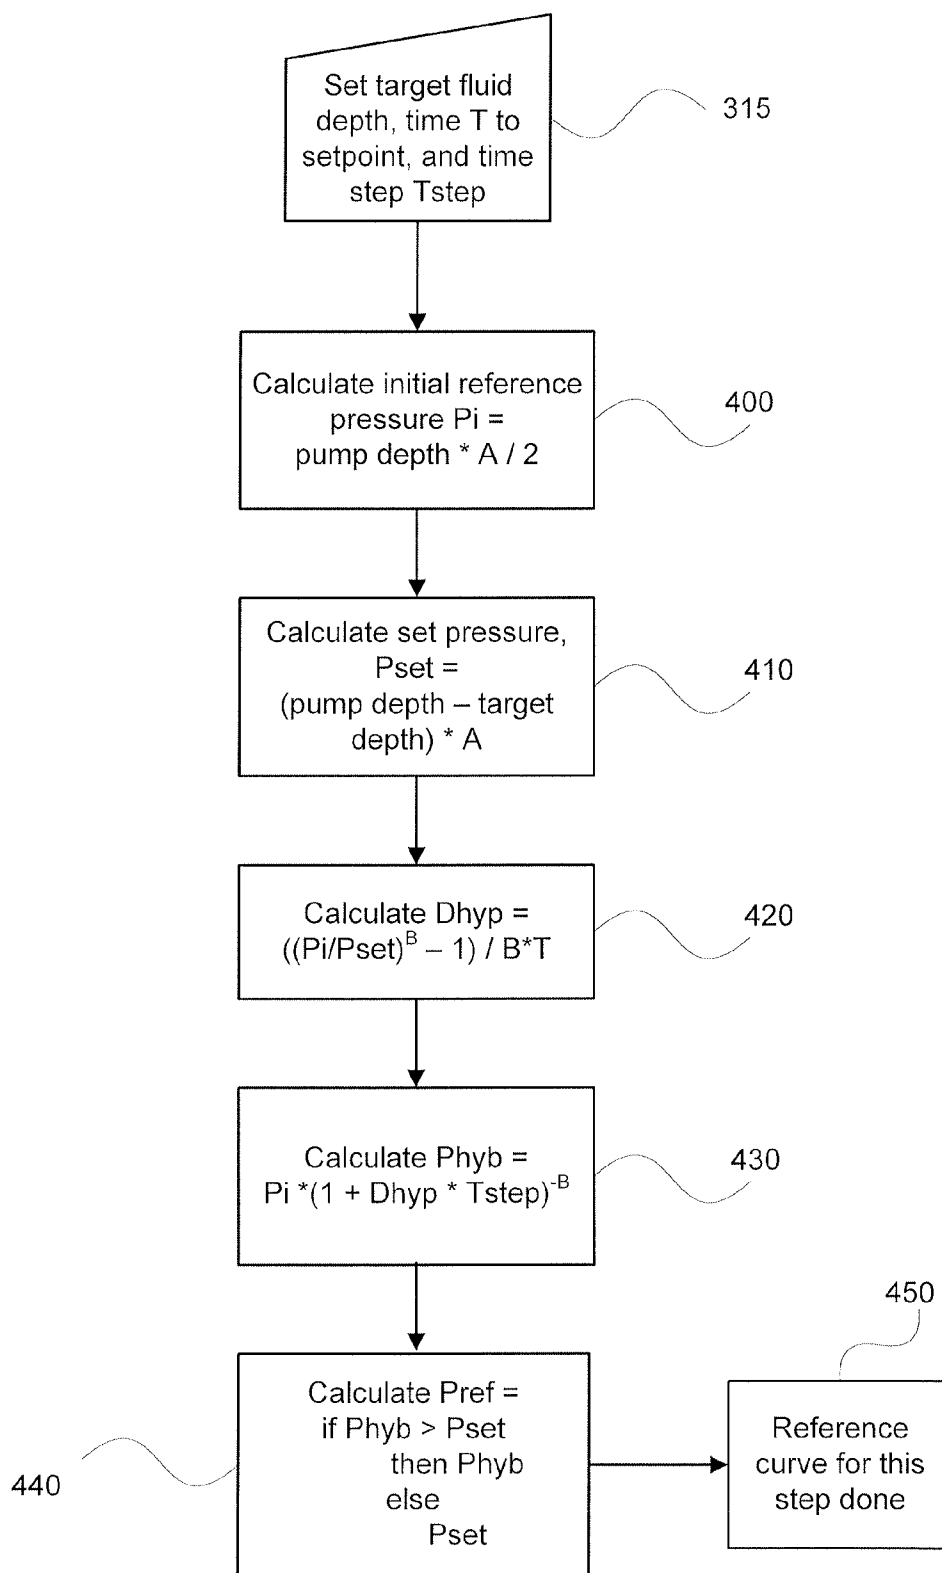 Set target fluid
depth, time T to
setpoint, and time
step Tstep
315
Calculate initial reference
pressure Pi =
pump depth * A / 2
400
Calculate set pressure,
Pset =
(pump depth – target
depth) * A
410
Calculate Dhyp =
((Pi/Pset)^B – 1) / B*T
420
Calculate Phyb =
Pi *(1 + Dhyp * Tstep)^-B
430
Calculate Pref =
if Phyb > Pset
then Phyb
else
Pset
440
450
Reference
curve for this
step done